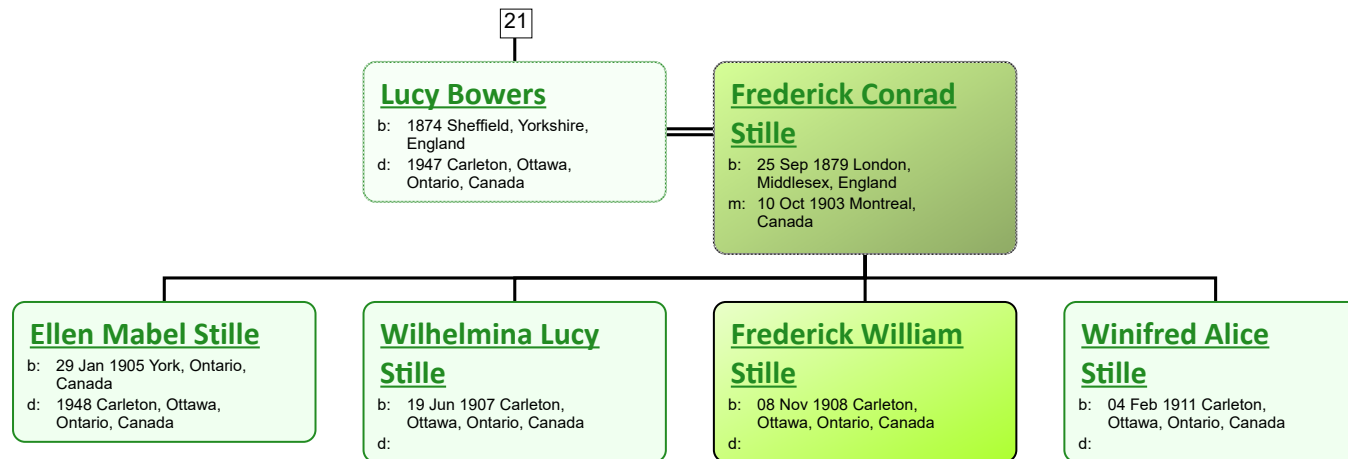 21
Lucy Bowers
b: 1874 Sheffield, Yorkshire,
England
d: 1947 Carleton, Ottawa,
Ontario, Canada
Frederick Conrad
Stille
b: 25 Sep 1879 London,
Middlesex, England
m: 10 Oct 1903 Montreal,
Canada
Ellen Mabel Stille
b: 29 Jan 1905 York, Ontario,
Canada
d: 1948 Carleton, Ottawa,
Ontario, Canada
Wilhelmina Lucy
Stille
b: 19 Jun 1907 Carleton,
Ottawa, Ontario, Canada
d:
Frederick William
Stille
b: 08 Nov 1908 Carleton,
Ottawa, Ontario, Canada
d:
Winifred Alice
Stille
b: 04 Feb 1911 Carleton,
Ottawa, Ontario, Canada
d: